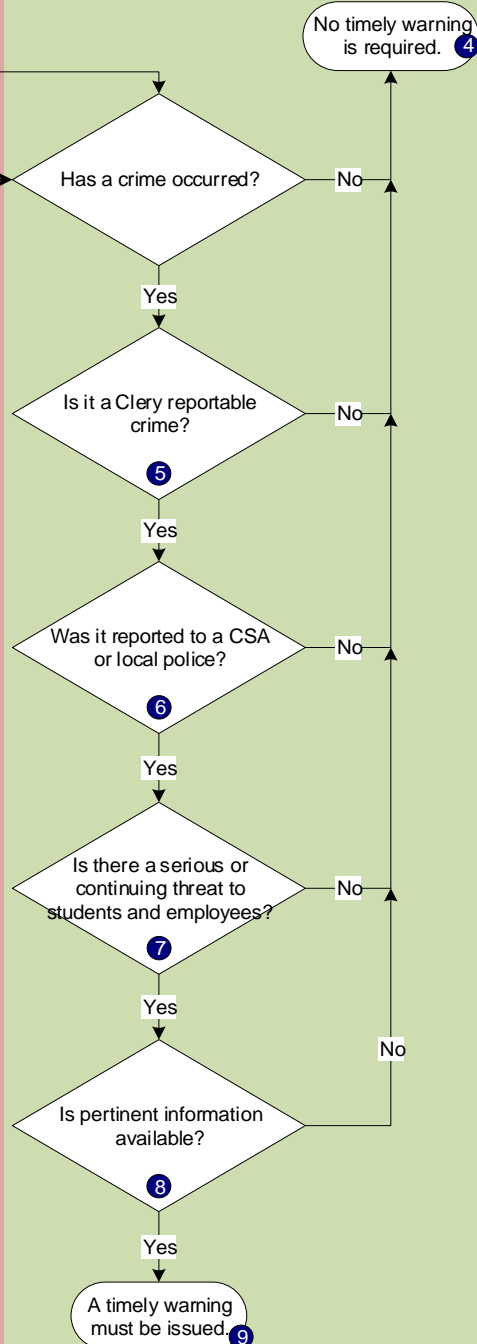 No timely warning
is required.
4
Has a crime occurred?
No
Yes
Is it a Clery reportable
crime?
No
5
Yes
Was it reported to a CSA
or local police?
No
6
Yes
Is there a serious or
continuing threat to
students and employees?
No
7
Yes
No
Is pertinent information
available?
8
Yes
A timely warning
must be issued.
9